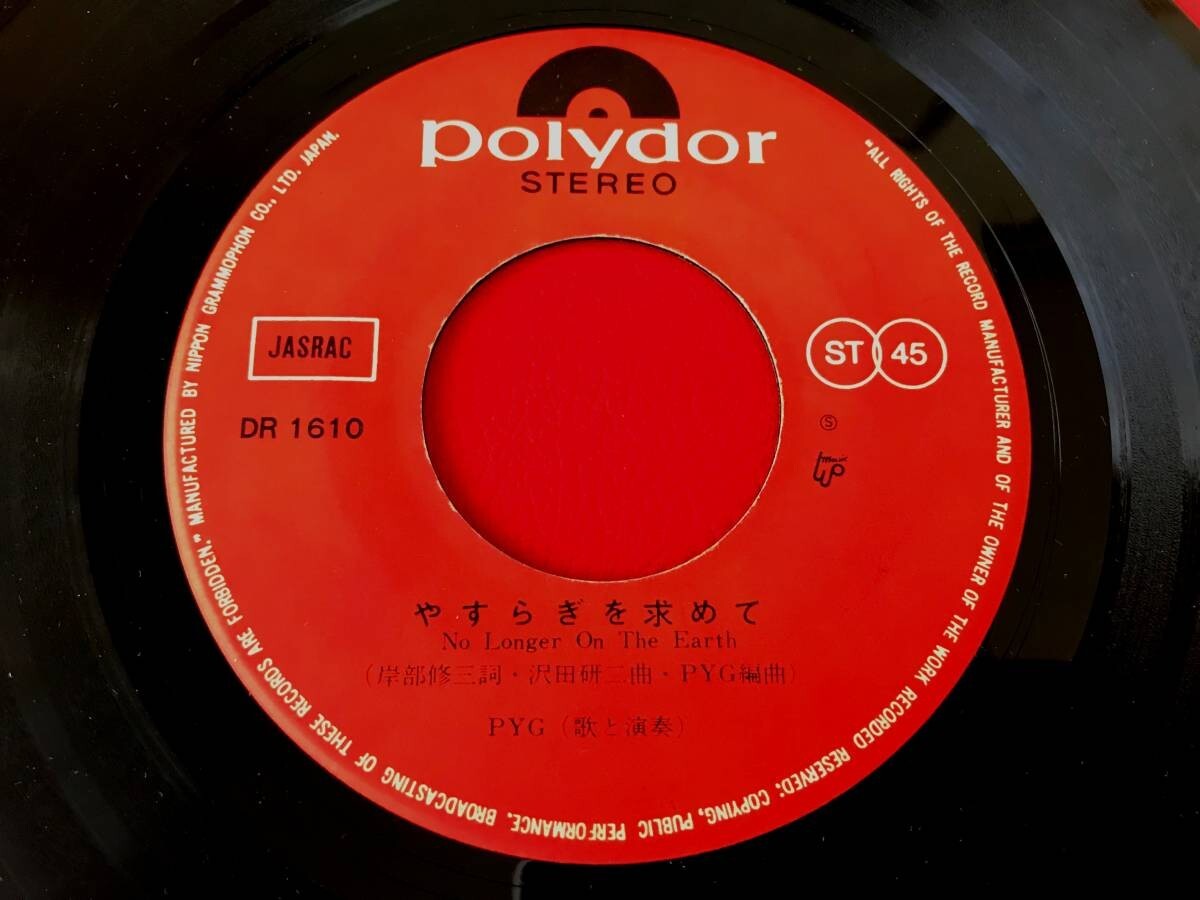 polydor
STEREO
JASRAC
DR 1610
ST 45
Ⓢ
やすらぎを求めて
No Longer On The Earth
(岸部修三詞・沢田研二曲・PYG編曲)
PYG (歌と演奏)
"ALL RIGHTS OF THE RECORD MANUFACTURER AND OF THE OWNER OF THE WORK RECORDED RESERVED: COPYING, PUBLIC PERFORMANCE. BROADCASTING OF THESE RECORDS ARE FORBIDDEN." MANUFACTURED BY NIPPON GRAMMOPHON CO., LTD. JAPAN.